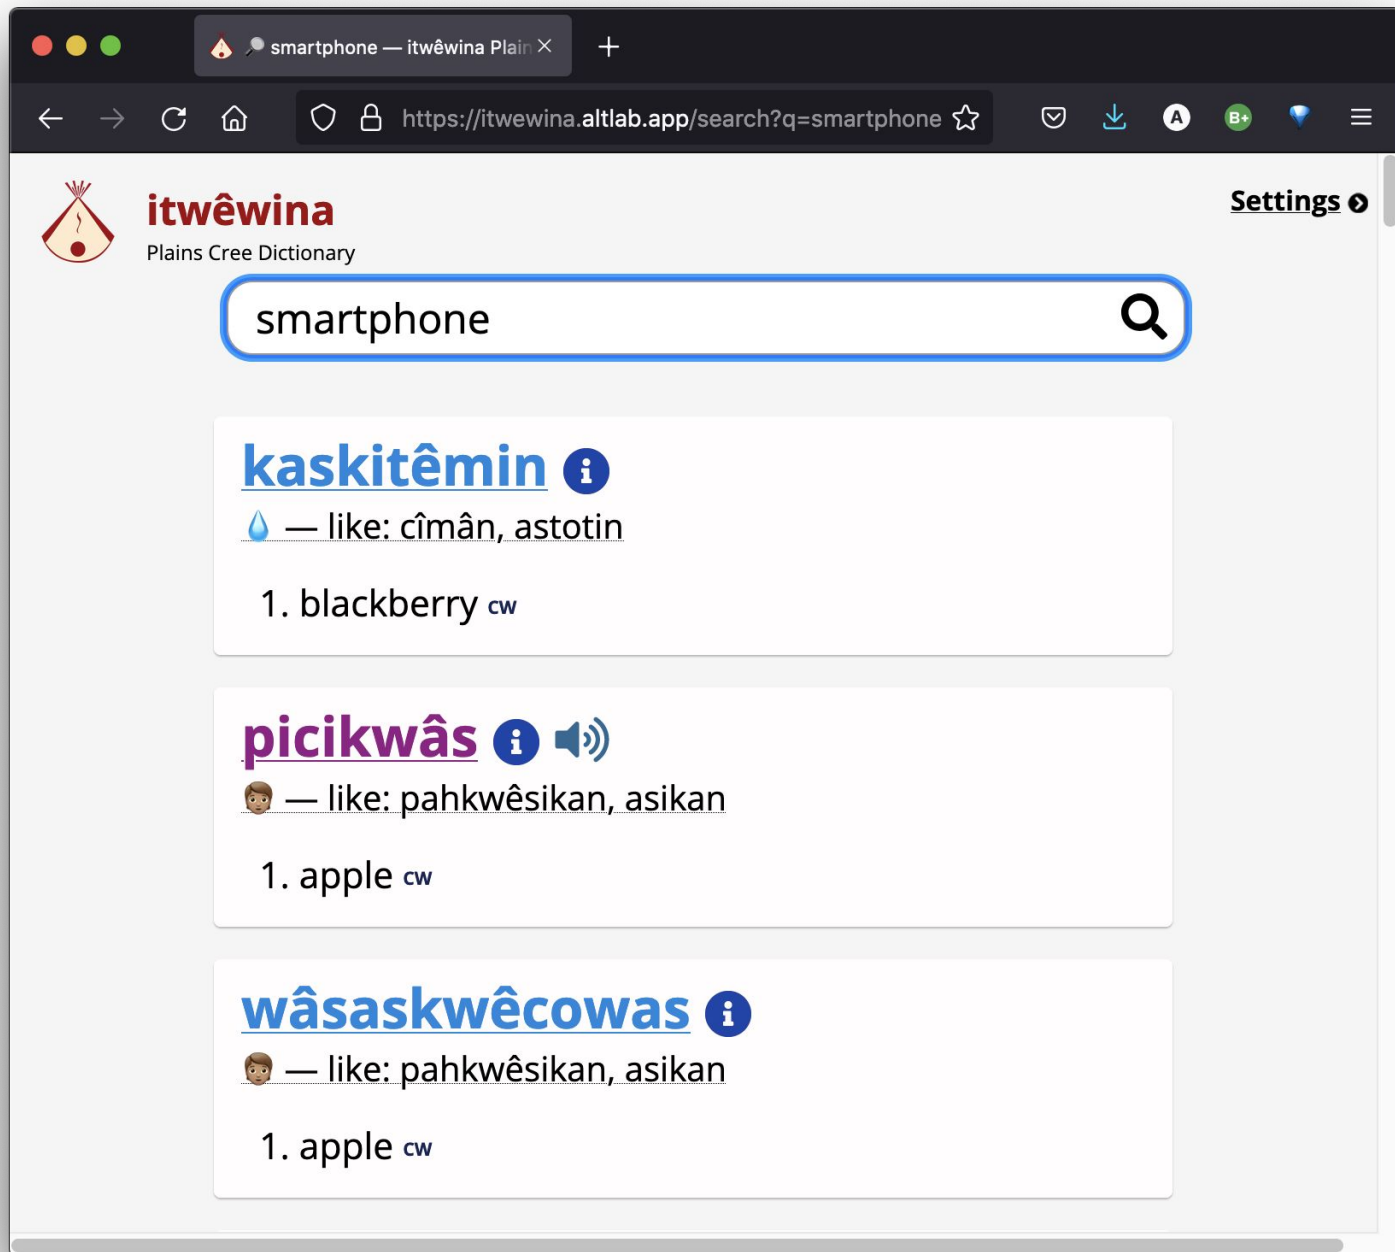 smartphone — itwêwina Plain
https://itwewina.altlab.app/search?q=smartphone
A
B+
itwêwina
Settings
Plains Cree Dictionary
smartphone
kaskitêmin i
— like: cîmân, astotin
1. blackberry CW
picikwâs i
— like: pahkwêsikan, asikan
1. apple CW
wâsaskwêcowas i
— like: pahkwêsikan, asikan
1. apple CW